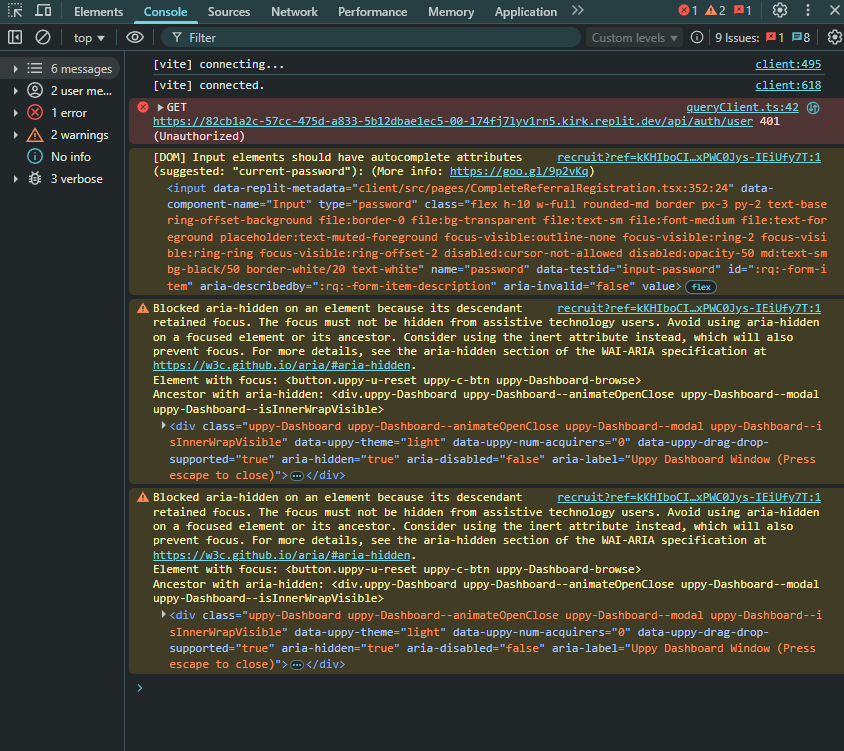 Elements Console Sources Network Performance Memory Application 1 2 1
top Filter Custom levels 9 Issues: 1 8
6 messages
2 user me...
1 error
2 warnings
No info
3 verbose
[vite] connecting... client:495
[vite] connected. client:618
GET queryClient.ts:42
https://82cb1a2c-57cc-475d-a833-5b12dbae1ec5-00-174fj7lyv1rn5.kirk.replit.dev/api/auth/user 401
(Unauthorized)
[DOM] Input elements should have autocomplete attributes recruit?ref=kKHIboCI…xPWC0Jys-IEiUfy7T:1
(suggested: "current-password"): (More info: https://goo.gl/9p2vKq)
<input data-replit-metadata="client/src/pages/CompleteReferralRegistration.tsx:352:24" data-
component-name="Input" type="password" class="flex h-10 w-full rounded-md border px-3 py-2 text-base
ring-offset-background file:border-0 file:bg-transparent file:text-sm file:font-medium file:text-for
eground placeholder:text-muted-foreground focus-visible:outline-none focus-visible:ring-2 focus-visi
ble:ring-ring focus-visible:ring-offset-2 disabled:cursor-not-allowed disabled:opacity-50 md:text-sm
bg-black/50 border-white/20 text-white" name="password" data-testid="input-password" id=":rq:-form-i
tem" aria-describedby=":rq:-form-item-description" aria-invalid="false" value> flex
Blocked aria-hidden on an element because its descendant recruit?ref=kKHIboCI…xPWC0Jys-IEiUfy7T:1
retained focus. The focus must not be hidden from assistive technology users. Avoid using aria-hidden
on a focused element or its ancestor. Consider using the inert attribute instead, which will also
prevent focus. For more details, see the aria-hidden section of the WAI-ARIA specification at
https://w3c.github.io/aria/#aria-hidden.
Element with focus: <button.uppy-u-reset uppy-c-btn uppy-Dashboard-browse>
Ancestor with aria-hidden: <div.uppy-Dashboard uppy-Dashboard--animateOpenClose uppy-Dashboard--modal
uppy-Dashboard--isInnerWrapVisible>
<div class="uppy-Dashboard uppy-Dashboard--animateOpenClose uppy-Dashboard--modal uppy-Dashboard--i
sInnerWrapVisible" data-uppy-theme="light" data-uppy-num-acquirers="0" data-uppy-drag-drop-
supported="true" aria-hidden="true" aria-disabled="false" aria-label="Uppy Dashboard Window (Press
escape to close)">…</div>
Blocked aria-hidden on an element because its descendant recruit?ref=kKHIboCI…xPWC0Jys-IEiUfy7T:1
retained focus. The focus must not be hidden from assistive technology users. Avoid using aria-hidden
on a focused element or its ancestor. Consider using the inert attribute instead, which will also
prevent focus. For more details, see the aria-hidden section of the WAI-ARIA specification at
https://w3c.github.io/aria/#aria-hidden.
Element with focus: <button.uppy-u-reset uppy-c-btn uppy-Dashboard-browse>
Ancestor with aria-hidden: <div.uppy-Dashboard uppy-Dashboard--animateOpenClose uppy-Dashboard--modal
uppy-Dashboard--isInnerWrapVisible>
<div class="uppy-Dashboard uppy-Dashboard--animateOpenClose uppy-Dashboard--modal uppy-Dashboard--i
sInnerWrapVisible" data-uppy-theme="light" data-uppy-num-acquirers="0" data-uppy-drag-drop-
supported="true" aria-hidden="true" aria-disabled="false" aria-label="Uppy Dashboard Window (Press
escape to close)">…</div>